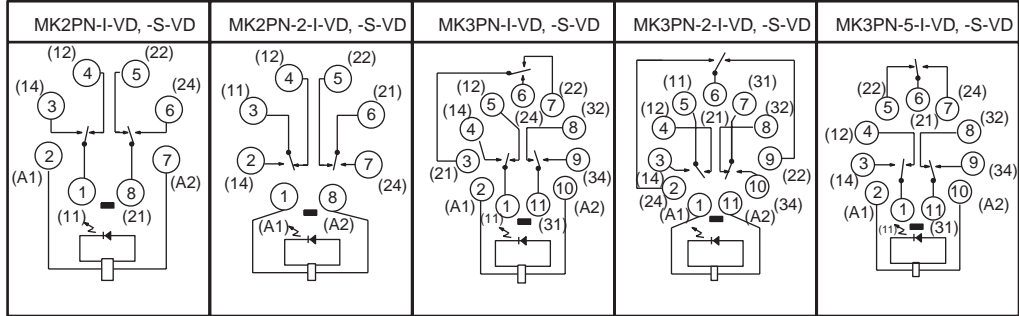 MK2PN-I-VD, -S-VD
MK2PN-2-I-VD, -S-VD
MK3PN-I-VD, -S-VD
MK3PN-2-I-VD, -S-VD
MK3PN-5-I-VD, -S-VD
(12) (22)
4 5
(14) (24)
3 6
2 7
(A1) 1 8 (A2)
(11) (21)
(12) (22)
4 5
(11) (21)
3 6
2 7
(14) (24)
1 8
(A1) (A2)
6 7 (22)
(12) 5 (24) (32)
(14) 4 8
3 9
(21) 2 10 (34)
(A1) 1 11 (A2)
(11) (31)
6
(11) (31)
(12) 5 7 (32)
4 (21) 8
3 9
(14) 2 10 (22)
(24) 1 11 (34)
(A1) (A2)
(22) 5 6 7 (24)
(21)
(12) 4 8 (32)
3 9
(14) 2 10 (34)
(A1) 1 11 (A2)
(11) (31)